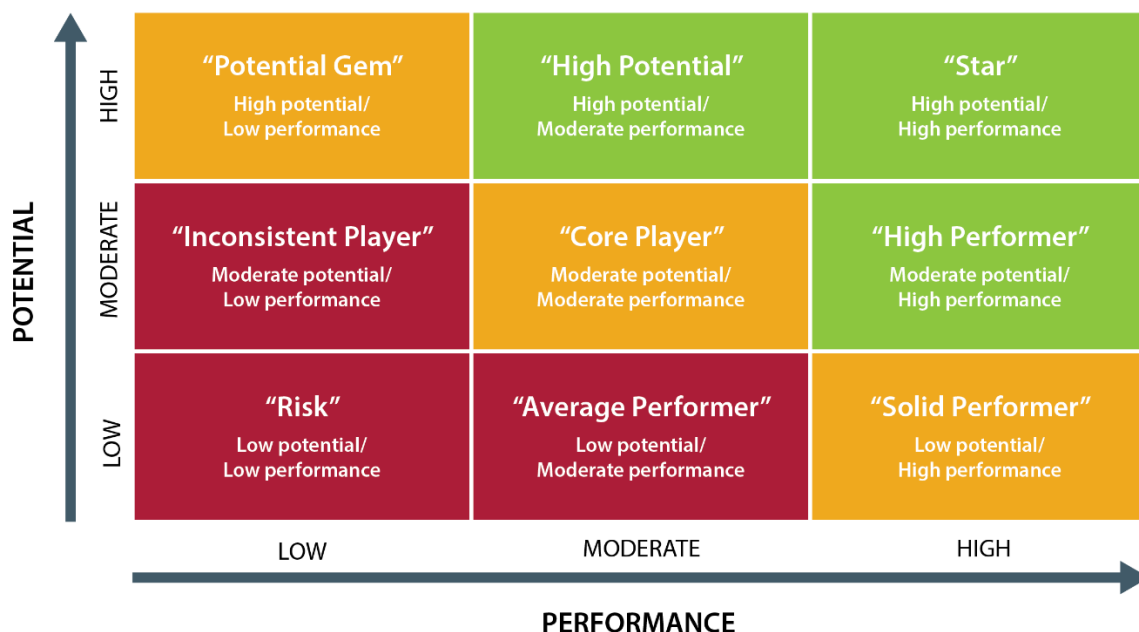 POTENTIAL
HIGH
“Potential Gem”
High potential/
Low performance
“High Potential”
High potential/
Moderate performance
“Star”
High potential/
High performance
MODERATE
“Inconsistent Player”
Moderate potential/
Low performance
“Core Player”
Moderate potential/
Moderate performance
“High Performer”
Moderate potential/
High performance
LOW
“Risk”
Low potential/
Low performance
“Average Performer”
Low potential/
Moderate performance
“Solid Performer”
Low potential/
High performance
LOW
MODERATE
HIGH
PERFORMANCE